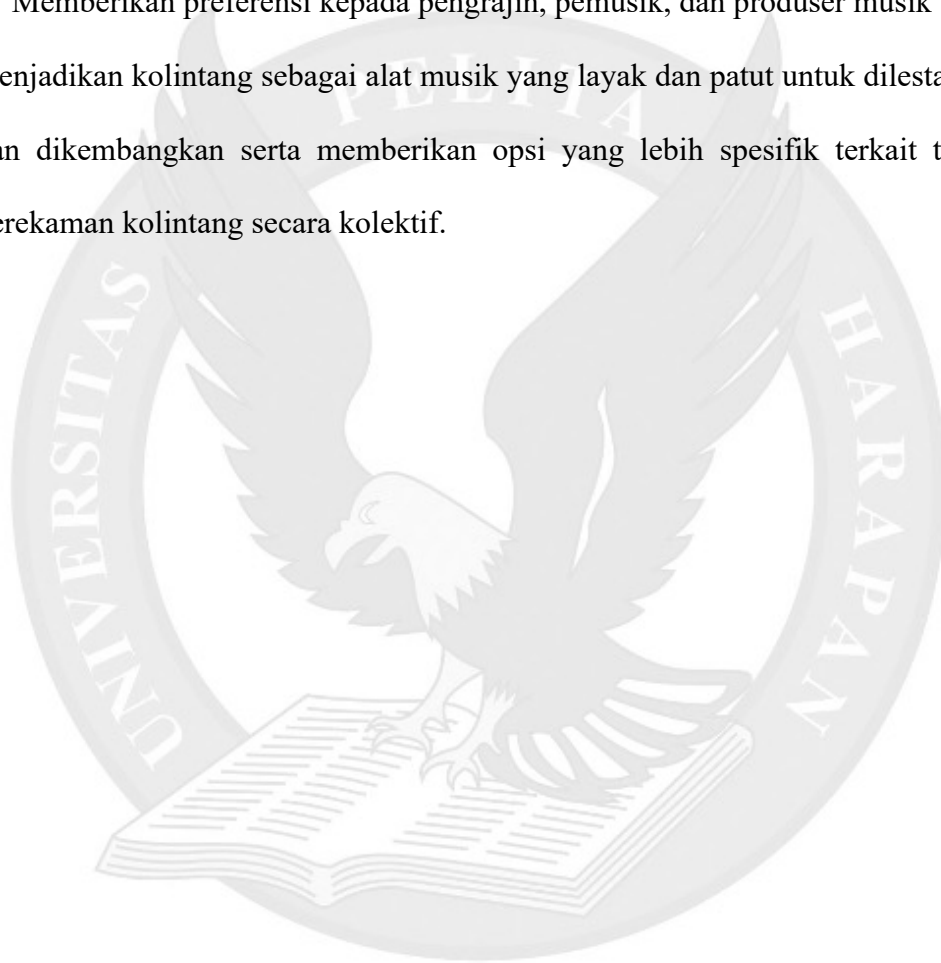 Memberikan preferensi kepada pengrajin, pemusik, dan produser musik
enjadikan kolintang sebagai alat musik yang layak dan patut untuk dilesta
an dikembangkan serta memberikan opsi yang lebih spesifik terkait t
erekaman kolintang secara kolektif.
UNIVERSITAS
PELITA
HARAPAN